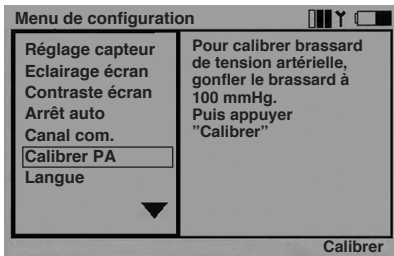 Menu de configuration
Réglage capteur
Eclairage écran
Contraste écran
Arrêt auto
Canal com.
Calibrer PA
Langue
Pour calibrer brassard
de tension artérielle,
gonfler le brassard à
100 mmHg.
Puis appuyer
”Calibrer”
Calibrer